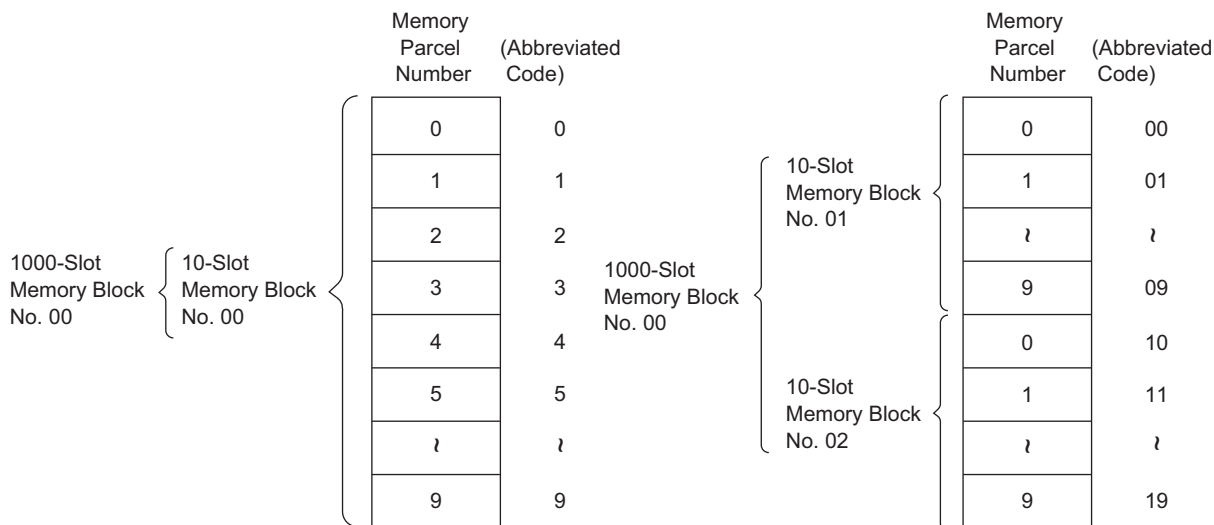 Memory
Parcel
Number
(Abbreviated
Code)
1000-Slot
Memory Block
No. 00
10-Slot
Memory Block
No. 00
0 0
1 1
2 2
3 3
4 4
5 5
~ ~
9 9
Memory
Parcel
Number
(Abbreviated
Code)
1000-Slot
Memory Block
No. 00
10-Slot
Memory Block
No. 01
0 00
1 01
~ ~
9 09
10-Slot
Memory Block
No. 02
0 10
1 11
~ ~
9 19